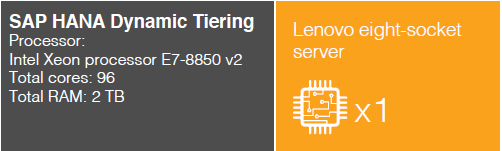 SAP HANA Dynamic Tiering
Processor:
Intel Xeon processor E7-8850 v2
Total cores: 96
Total RAM: 2 TB
Lenovo eight-socket
server
x1